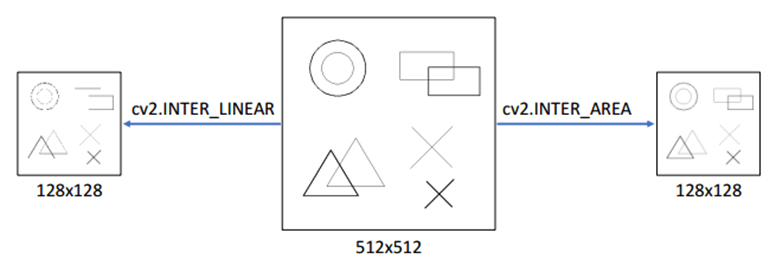 cv2.INTER_LINEAR
cv2.INTER_AREA
128x128
128x128
512x512